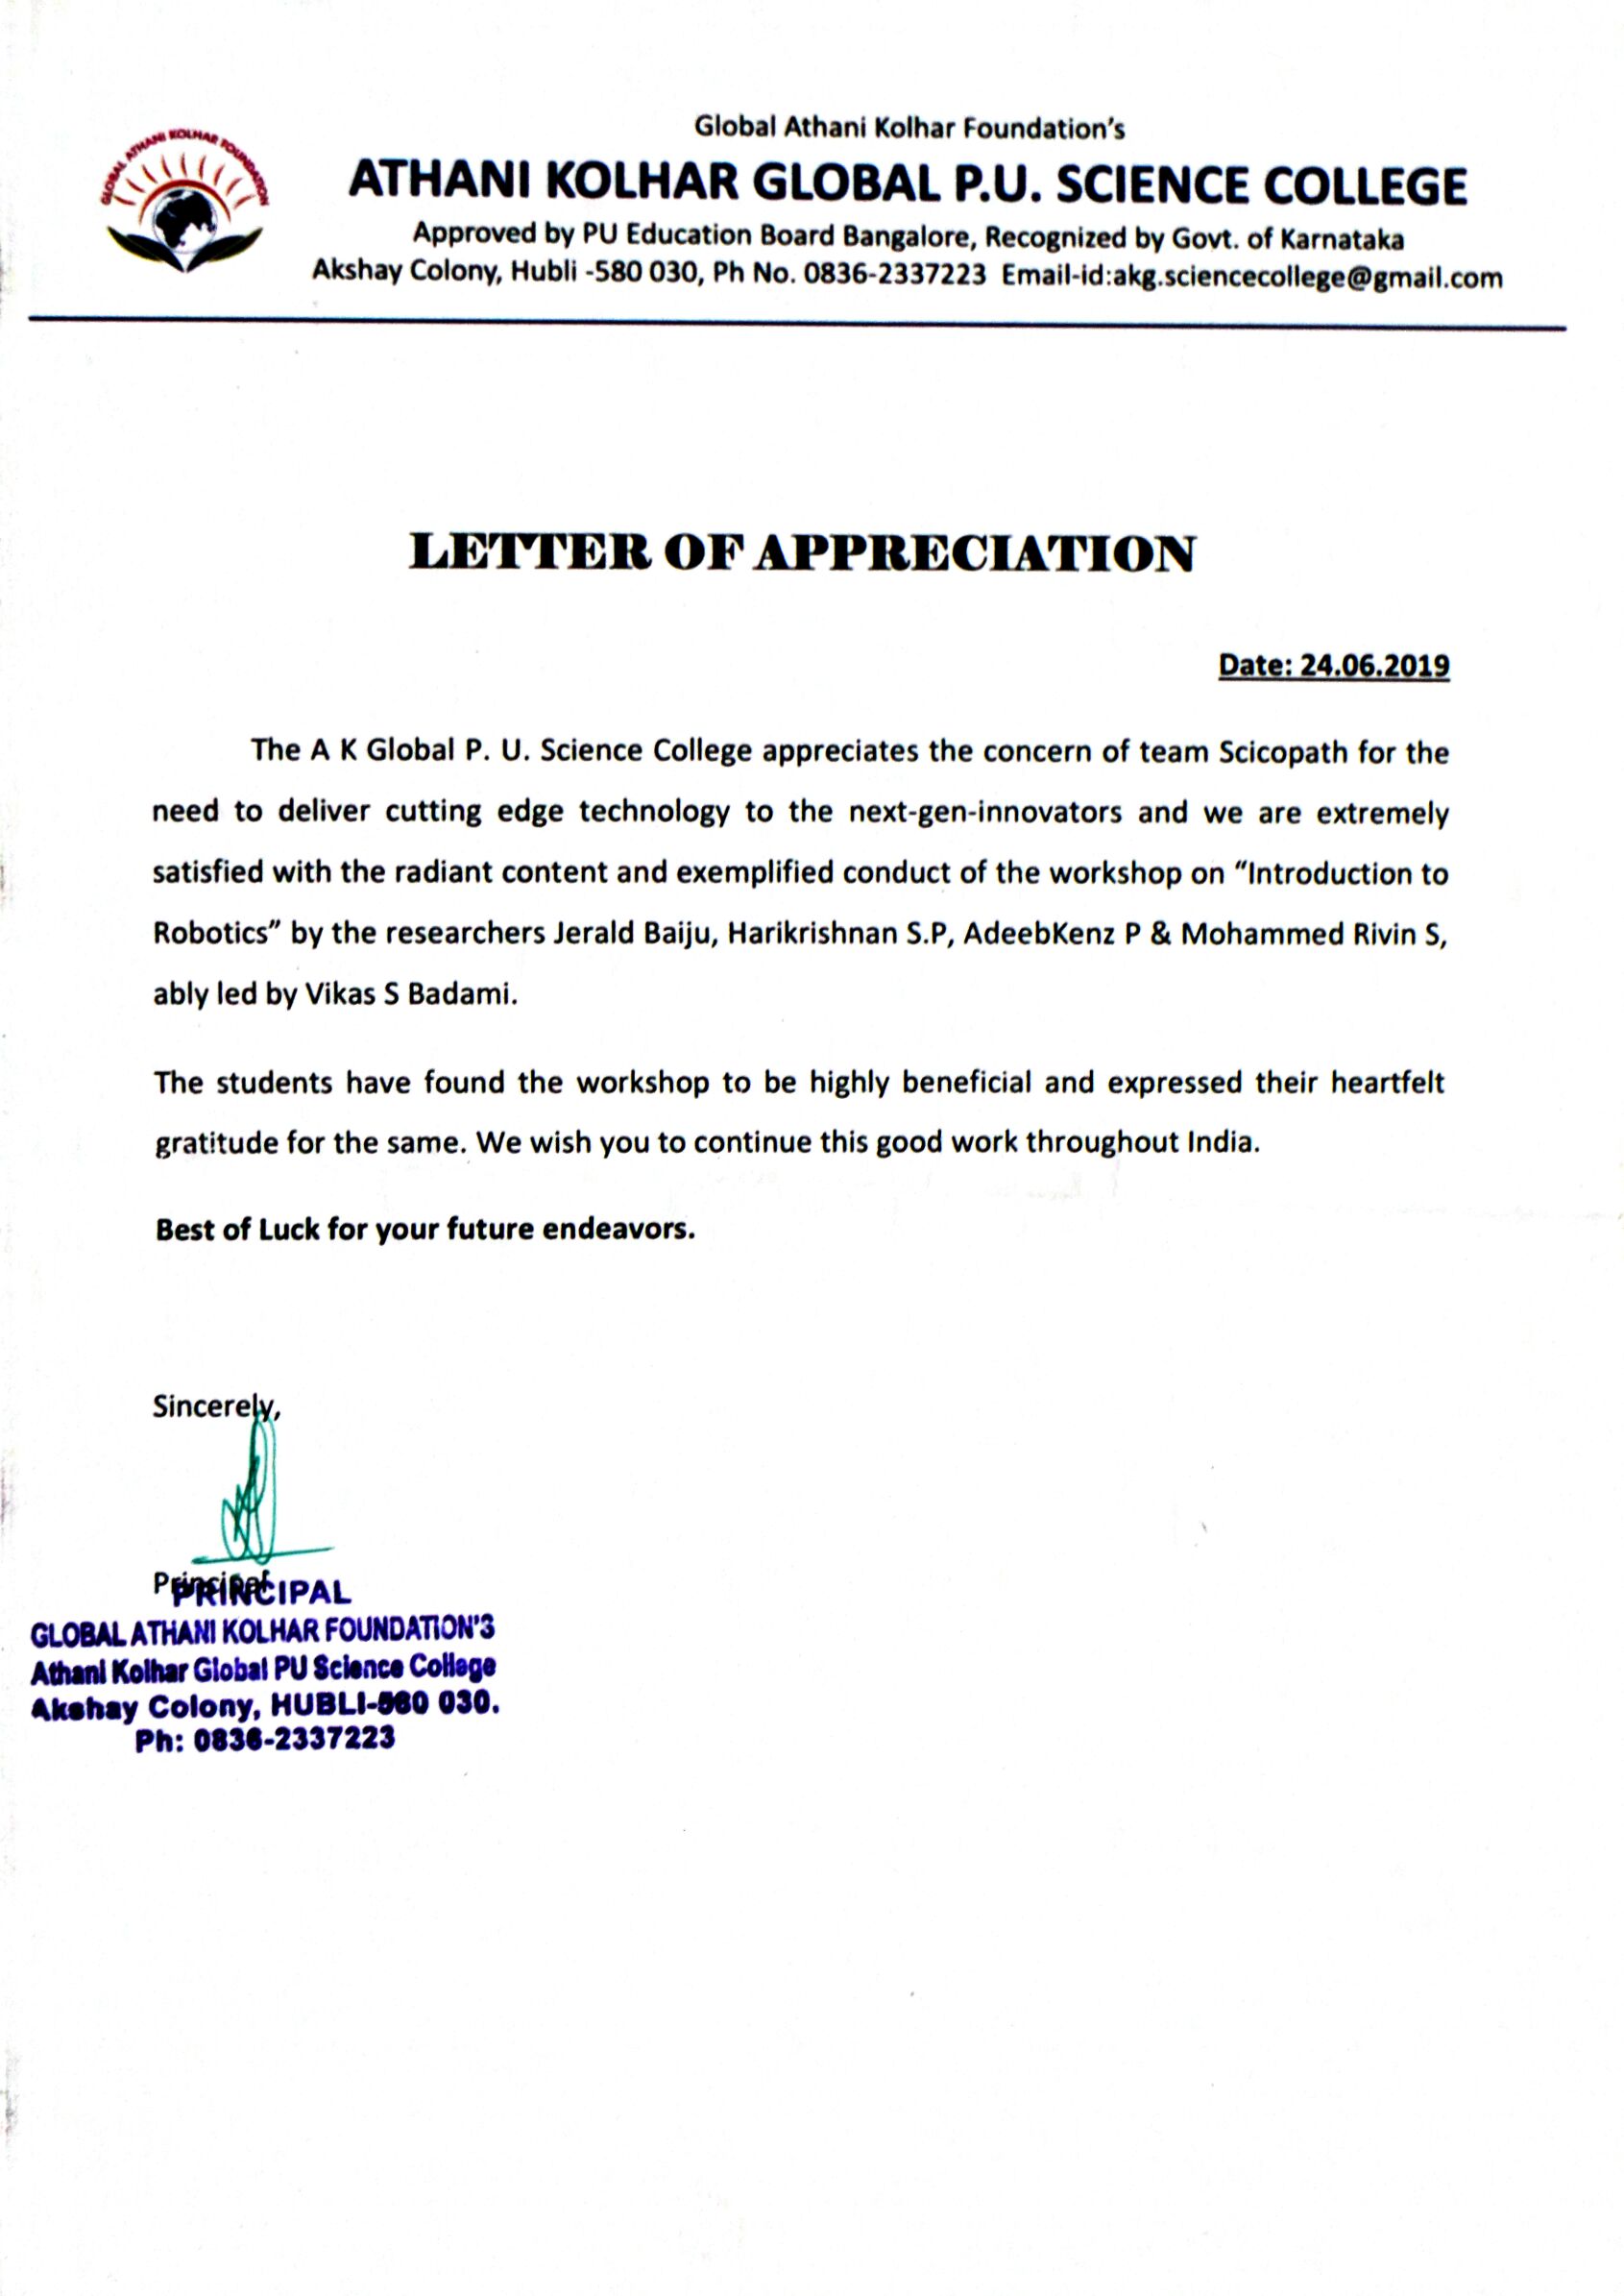 GLOBAL ATHANI KOLHAR FOUNDATION
Global Athani Kolhar Foundation's
ATHANI KOLHAR GLOBAL P.U. SCIENCE COLLEGE
Approved by PU Education Board Bangalore, Recognized by Govt. of Karnataka
Akshay Colony, Hubli -580 030, Ph No. 0836-2337223 Email-id:akg.sciencecollege@gmail.com
LETTER OF APPRECIATION
Date: 24.06.2019
The A K Global P. U. Science College appreciates the concern of team Scicopath for the
need to deliver cutting edge technology to the next-gen-innovators and we are extremely
satisfied with the radiant content and exemplified conduct of the workshop on “Introduction to
Robotics” by the researchers Jerald Baiju, Harikrishnan S.P, AdeebKenz P & Mohammed Rivin S,
ably led by Vikas S Badami.
The students have found the workshop to be highly beneficial and expressed their heartfelt
gratitude for the same. We wish you to continue this good work throughout India.
Best of Luck for your future endeavors.
Sincerely,
Principal
PRINCIPAL
GLOBAL ATHANI KOLHAR FOUNDATION'S
Athani Kolhar Global PU Science College
Akshay Colony, HUBLI-580 030.
Ph: 0836-2337223